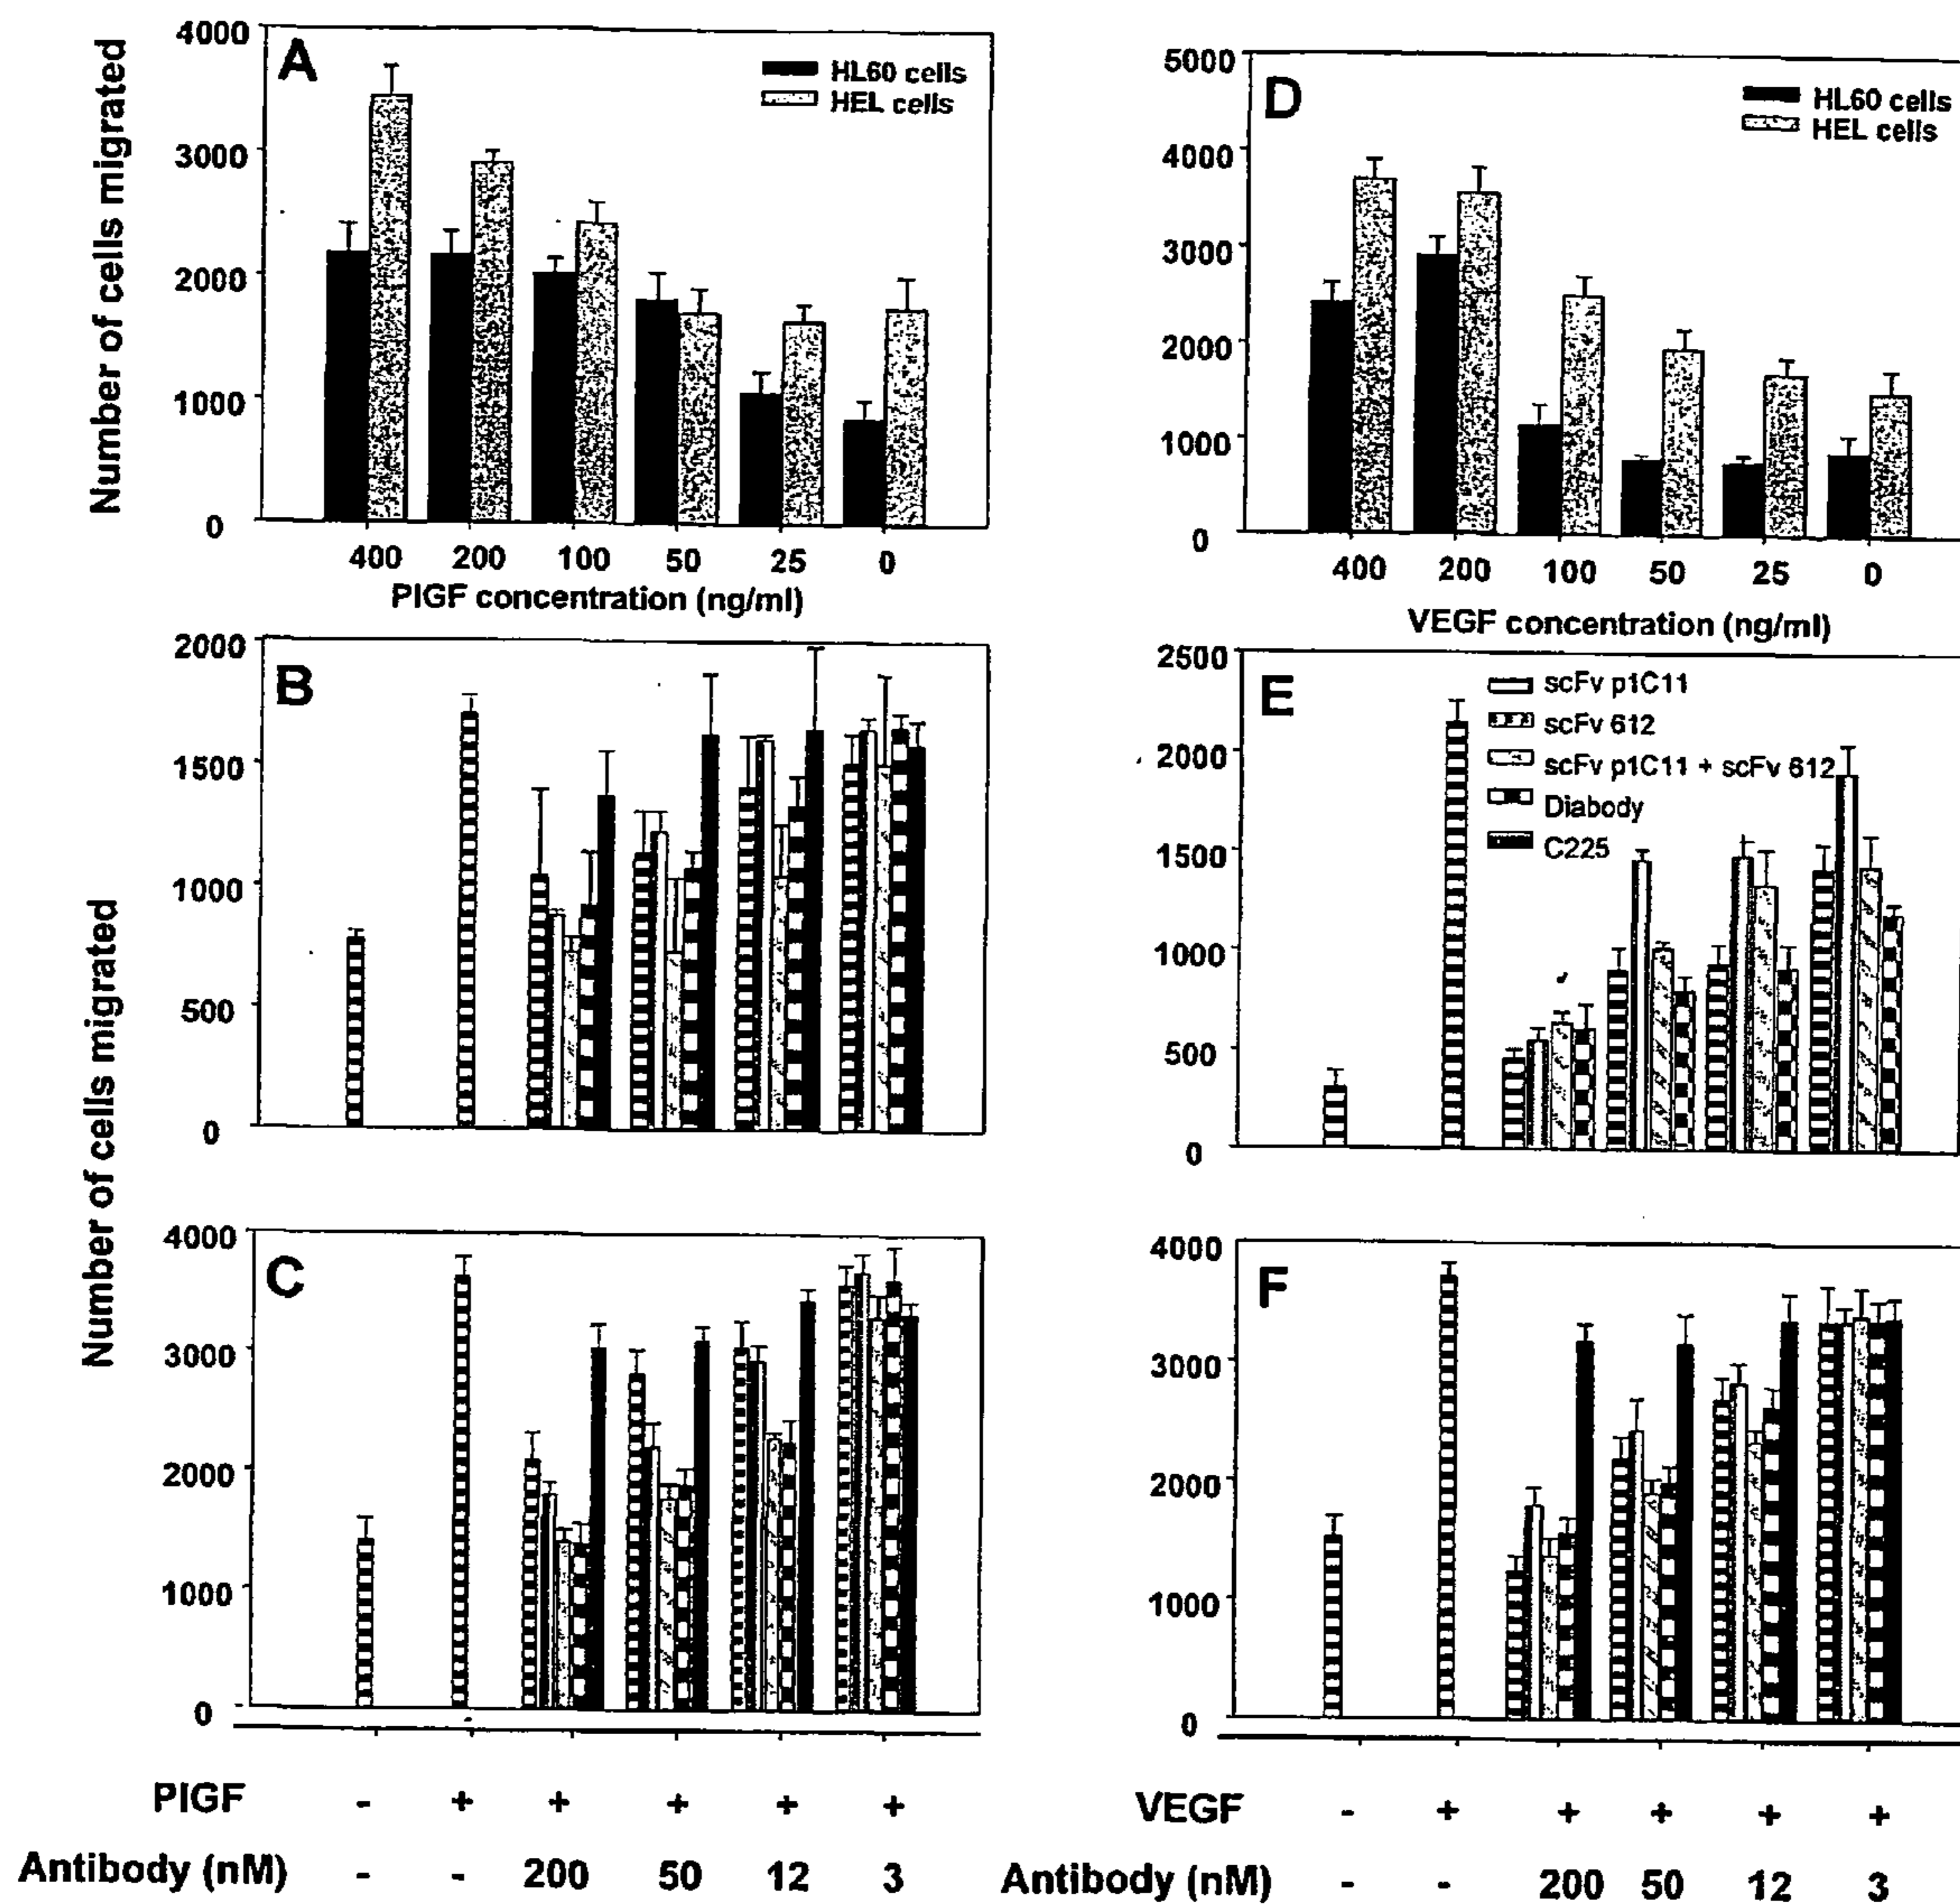 A
HL60 cells
HEL cells
Number of cells migrated
4000
3000
2000
1000
0
400 200 100 50 25 0
PIGF concentration (ng/ml)
D
HL60 cells
HEL cells
5000
4000
3000
2000
1000
0
400 200 100 50 25 0
VEGF concentration (ng/ml)
B
2000
1500
1000
500
0
Number of cells migrated
E
scFv p1C11
scFv 612
scFv p1C11 + scFv 612
Diabody
C225
2500
2000
1500
1000
500
0
C
4000
3000
2000
1000
0
F
4000
3000
2000
1000
0
PIGF - + + + + +
Antibody (nM) - - 200 50 12 3
VEGF - + + + + +
Antibody (nM) - - 200 50 12 3